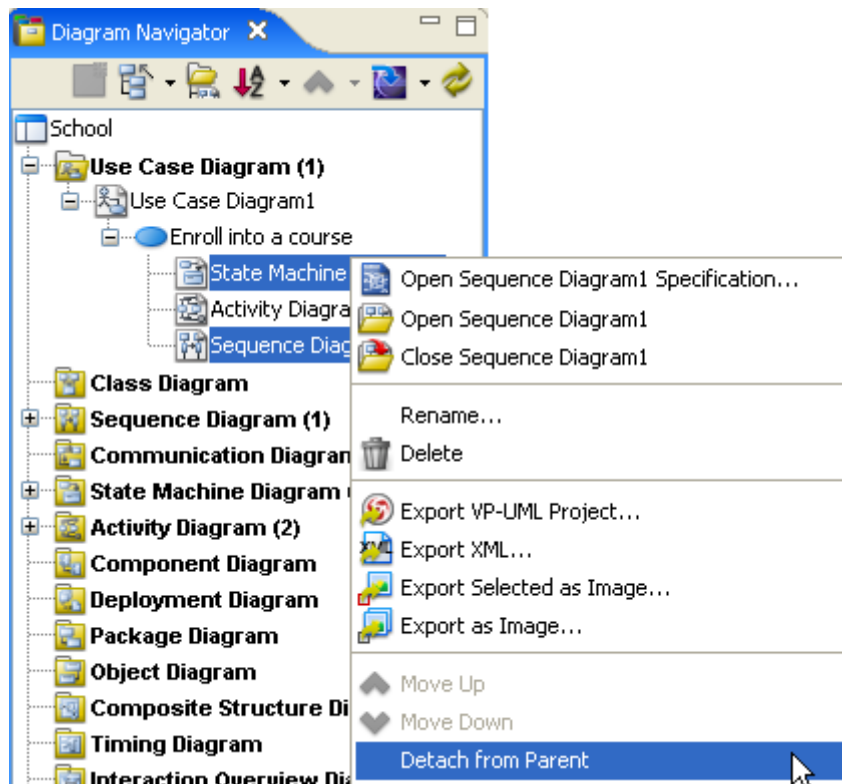 Diagram Navigator
School
Use Case Diagram (1)
Use Case Diagram1
Enroll into a course
State Machine
Activity Diagra
Sequence Diag
Class Diagram
Sequence Diagram (1)
Communication Diagran
State Machine Diagram
Activity Diagram (2)
Component Diagram
Deployment Diagram
Package Diagram
Object Diagram
Composite Structure Di
Timing Diagram
Interaction Overview Dia
Open Sequence Diagram1 Specification...
Open Sequence Diagram1
Close Sequence Diagram1
Rename...
Delete
Export VP-UML Project...
Export XML...
Export Selected as Image...
Export as Image...
Move Up
Move Down
Detach from Parent